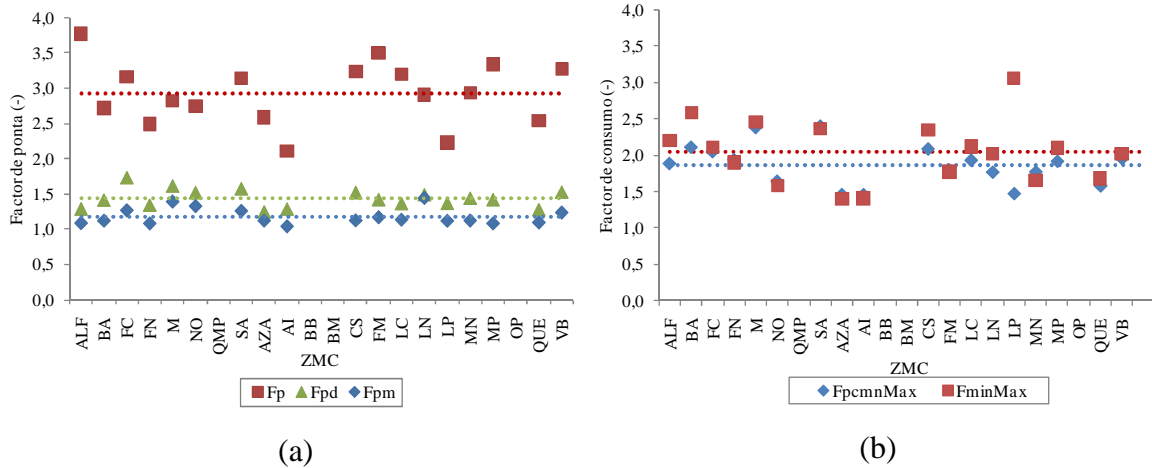 (a)
Factor de ponta (-)
4,0
3,5
3,0
2,5
2,0
1,5
1,0
0,5
0,0
ALF
BA
FC
FN
M
NO
QMP
SA
AZA
AI
BB
BM
CS
FM
LC
LN
LP
MN
MP
OP
QUE
VB
ZMC
Fp Fpd Fpm
(a)
(b)
Factor de consumo (-)
4,0
3,5
3,0
2,5
2,0
1,5
1,0
0,5
0,0
ALF
BA
FC
FN
M
NO
QMP
SA
AZA
AI
BB
BM
CS
FM
LC
LN
LP
MN
MP
OP
QUE
VB
ZMC
FpcmnMax FminMax
(b)